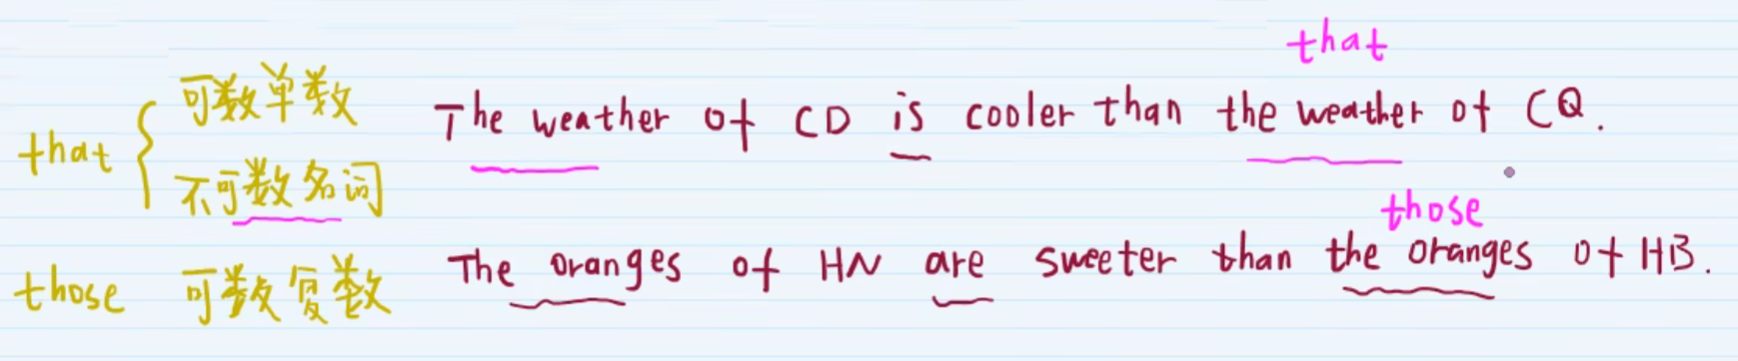 that
可数单数 The weather of CD is cooler than the weather of CQ.
that
不可数名词
those
those 可数复数 The oranges of HN are sweeter than the oranges of HB.